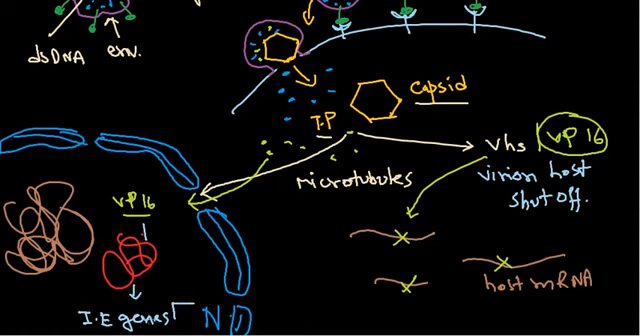 dsDNA
env.
capsid
T.P
vhs
VP 16
virion host
shut off.
microtubules
VP 16
host mRNA
I.E genes